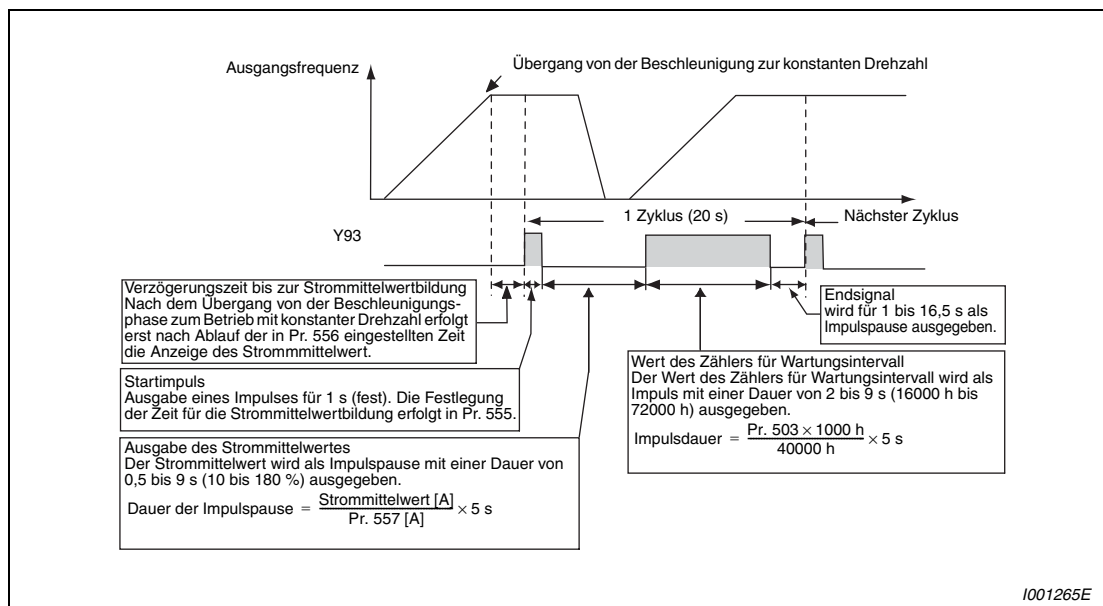 Übergang von der Beschleunigung zur konstanten Drehzahl
Ausgangsfrequenz
1 Zyklus (20 s)
Nächster Zyklus
Y93
Verzögerungszeit bis zur Strommittelwertbildung
Nach dem Übergang von der Beschleunigungs-
phase zum Betrieb mit konstanter Drehzahl erfolgt
erst nach Ablauf der in Pr. 556 eingestellten Zeit
die Anzeige des Strommmittelwert.
Startimpuls
Ausgabe eines Impulses für 1 s (fest). Die Festlegung
der Zeit für die Strommittelwertbildung erfolgt in Pr. 555.
Ausgabe des Strommittelwertes
Der Strommittelwert wird als Impulspause mit einer Dauer von
0,5 bis 9 s (10 bis 180 %) ausgegeben.
Dauer der Impulspause = Strommittelwert [A] / Pr. 557 [A] × 5 s
Endsignal
wird für 1 bis 16,5 s als
Impulspause ausgegeben.
Wert des Zählers für Wartungsintervall
Der Wert des Zählers für Wartungsintervall wird als
Impuls mit einer Dauer von 2 bis 9 s (16000 h bis
72000 h) ausgegeben.
Impulsdauer = Pr. 503 × 1000 h / 40000 h × 5 s
I001265E